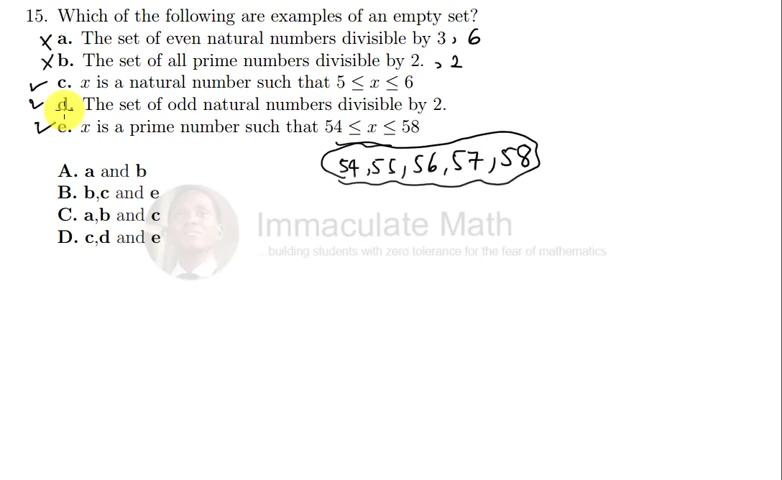 15. Which of the following are examples of an empty set?
x a. The set of even natural numbers divisible by 3, 6
x b. The set of all prime numbers divisible by 2. , 2
✓ c. x is a natural number such that 5 ≤ x ≤ 6
✓ d. The set of odd natural numbers divisible by 2.
✓ e. x is a prime number such that 54 ≤ x ≤ 58
54, 55, 56, 57, 58
A. a and b
B. b,c and e
C. a,b and c
D. c,d and e
Immaculate Math
...building students with zero tolerance for the fear of mathematics